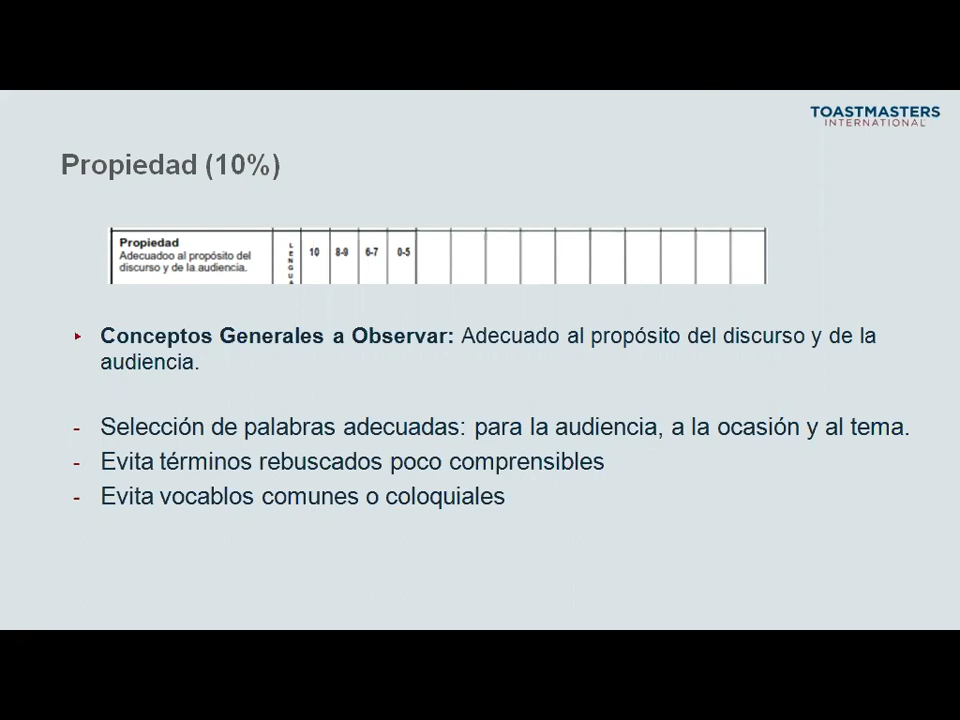 TOASTMASTERS
INTERNATIONAL
Propiedad (10%)
Propiedad
Adecuadoo al propósito del
discurso y de la audiencia.
LENGUA
10 8-9 6-7 0-5
Conceptos Generales a Observar: Adecuado al propósito del discurso y de la
audiencia.
- Selección de palabras adecuadas: para la audiencia, a la ocasión y al tema.
- Evita términos rebuscados poco comprensibles
- Evita vocablos comunes o coloquiales